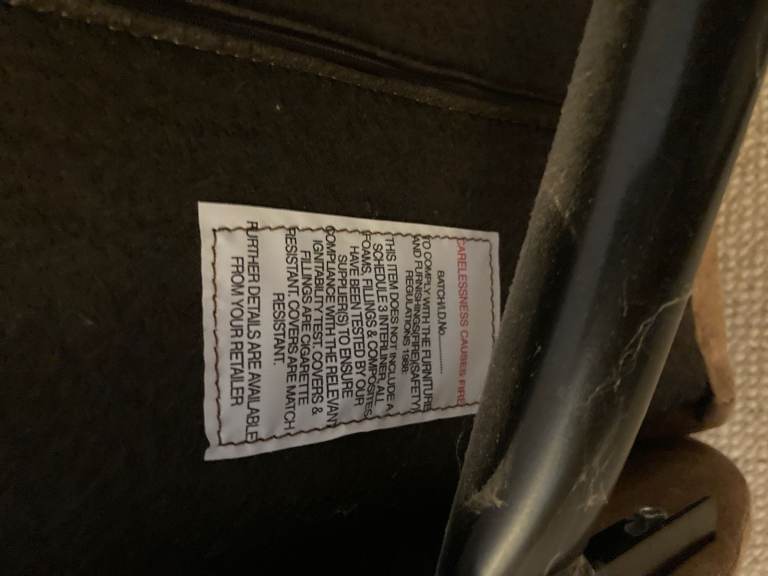 CARELESSNESS CAUSES FIRE
BATCH/I.D.No...........
TO COMPLY WITH THE FURNITURE
AND FURNISHINGS(FIRE)(SAFETY)
REGULATIONS 1988:
THIS ITEM DOES NOT INCLUDE A
SCHEDULE 3 INTERLINER. ALL
FOAMS, FILLINGS & COMPOSITES
HAVE BEEN TESTED BY OUR
SUPPLIER(S) TO ENSURE
COMPLIANCE WITH THE RELEVANT
IGNITABILITY TEST. COVERS &
FILLINGS ARE CIGARETTE
RESISTANT. COVERS ARE MATCH
RESISTANT.
FURTHER DETAILS ARE AVAILABLE
FROM YOUR RETAILER